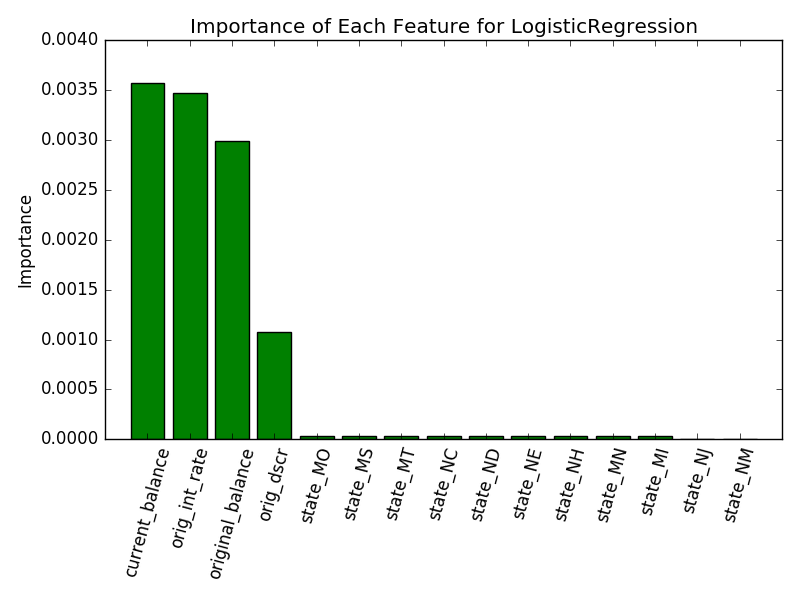 Importance of Each Feature for LogisticRegression
0.0040
0.0035
0.0030
0.0025
0.0020
0.0015
0.0010
0.0005
0.0000
Importance
current_balance
orig_int_rate
original_balance
orig_dscr
state_MO
state_MS
state_MT
state_NC
state_ND
state_NE
state_NH
state_MN
state_MI
state_NJ
state_NM